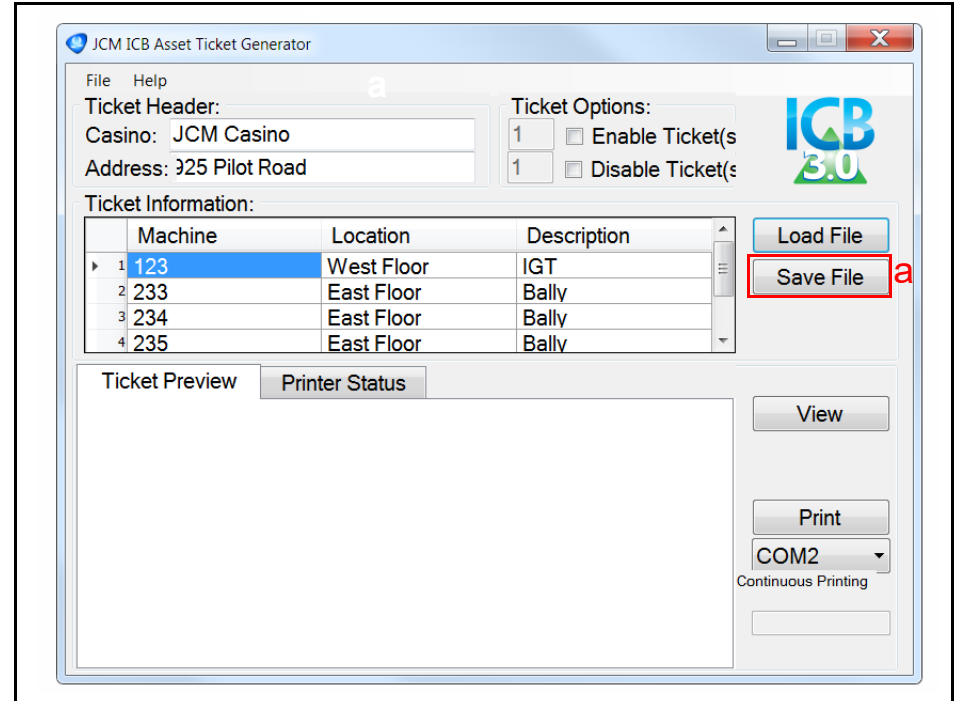 JCM ICB Asset Ticket Generator
File Help
a
Ticket Header:
Casino: JCM Casino
Address: 925 Pilot Road
Ticket Options:
1 Enable Ticket(s
1 Disable Ticket(s
ICB
3.0
Ticket Information:
Machine Location Description
1 123 West Floor IGT
2 233 East Floor Bally
3 234 East Floor Bally
4 235 East Floor Bally
Load File
Save File a
Ticket Preview Printer Status
View
Print
COM2
Continuous Printing